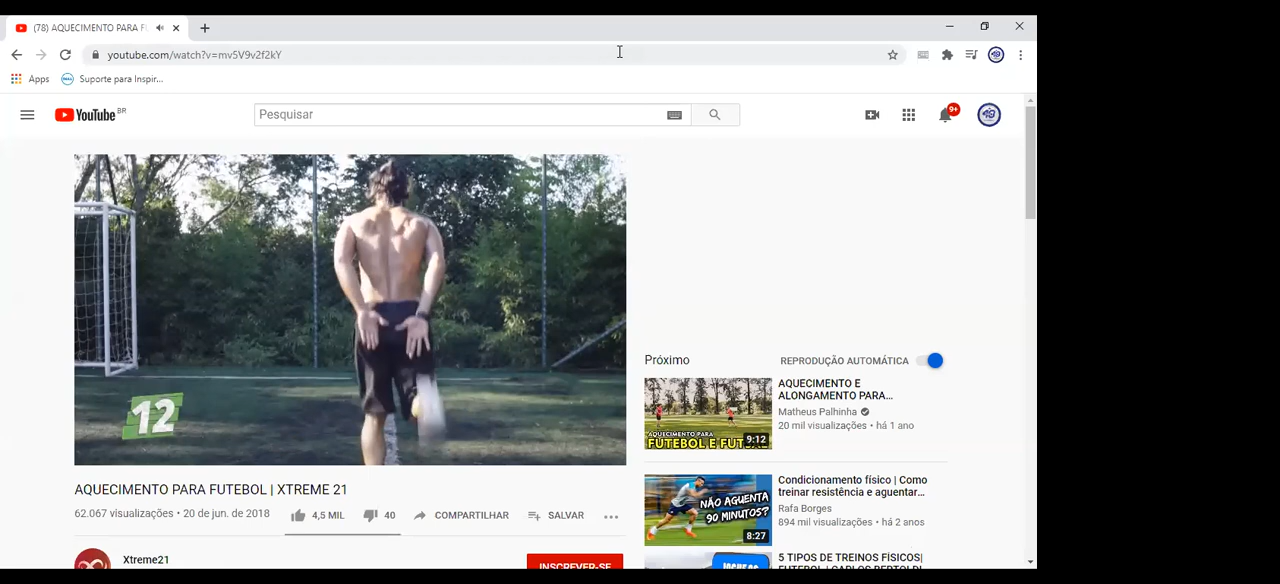 (78) AQUECIMENTO PARA F
youtube.com/watch?v=mv5V9v2f2kY
Apps
Suporte para Inspir...
YouTube BR
Pesquisar
9+
12
AQUECIMENTO PARA FUTEBOL | XTREME 21
62.067 visualizações • 20 de jun. de 2018
4,5 MIL
40
COMPARTILHAR
SALVAR
Xtreme21
INSCREVER-SE
Próximo
REPRODUÇÃO AUTOMÁTICA
AQUECIMENTO PARA
FUTEBOL E FUTSA
9:12
AQUECIMENTO E
ALONGAMENTO PARA...
Matheus Palhinha
20 mil visualizações • há 1 ano
NÃO AGUENTA
90 MINUTOS?
8:27
Condicionamento físico | Como
treinar resistência e aguentar...
Rafa Borges
894 mil visualizações • há 2 anos
5 TIPOS DE TREINOS FÍSICOS|
FUTEBOL | CARLOS BERTOLDI